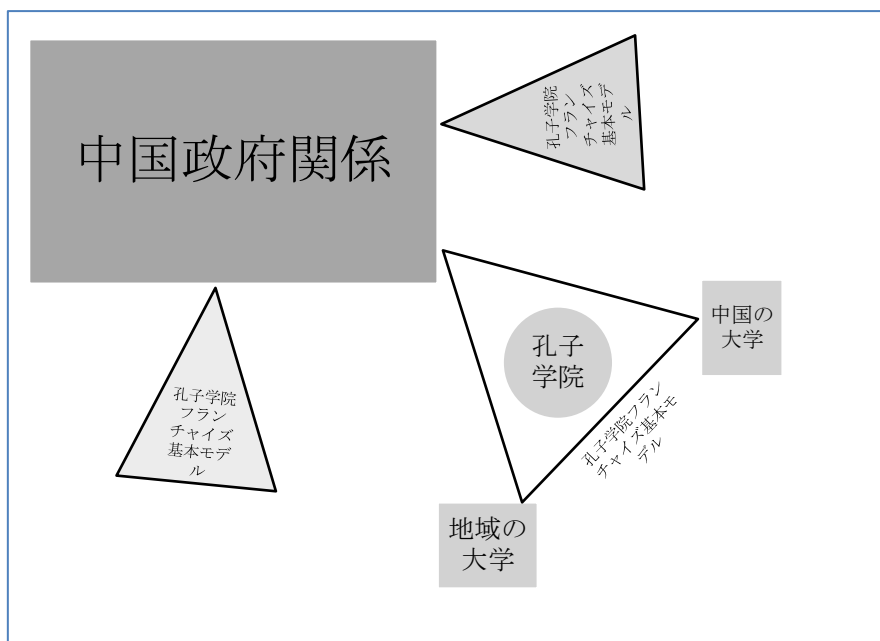 中国政府関係
孔子学院
フラン
チャイズ
基本モデ
ル
孔子
学院
中国の
大学
孔子学院フラン
チャイズ基本モ
デル
孔子学院
フラン
チャイズ
基本モデ
ル
地域の
大学